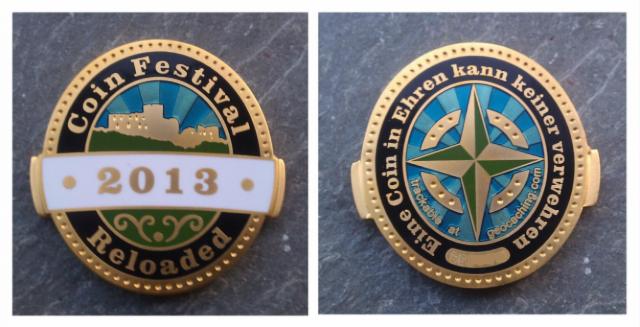 Coin Festival
• 2013 •
Reloaded
Eine Coin in Ehren kann keiner verwehren
trackable at geocaching.com